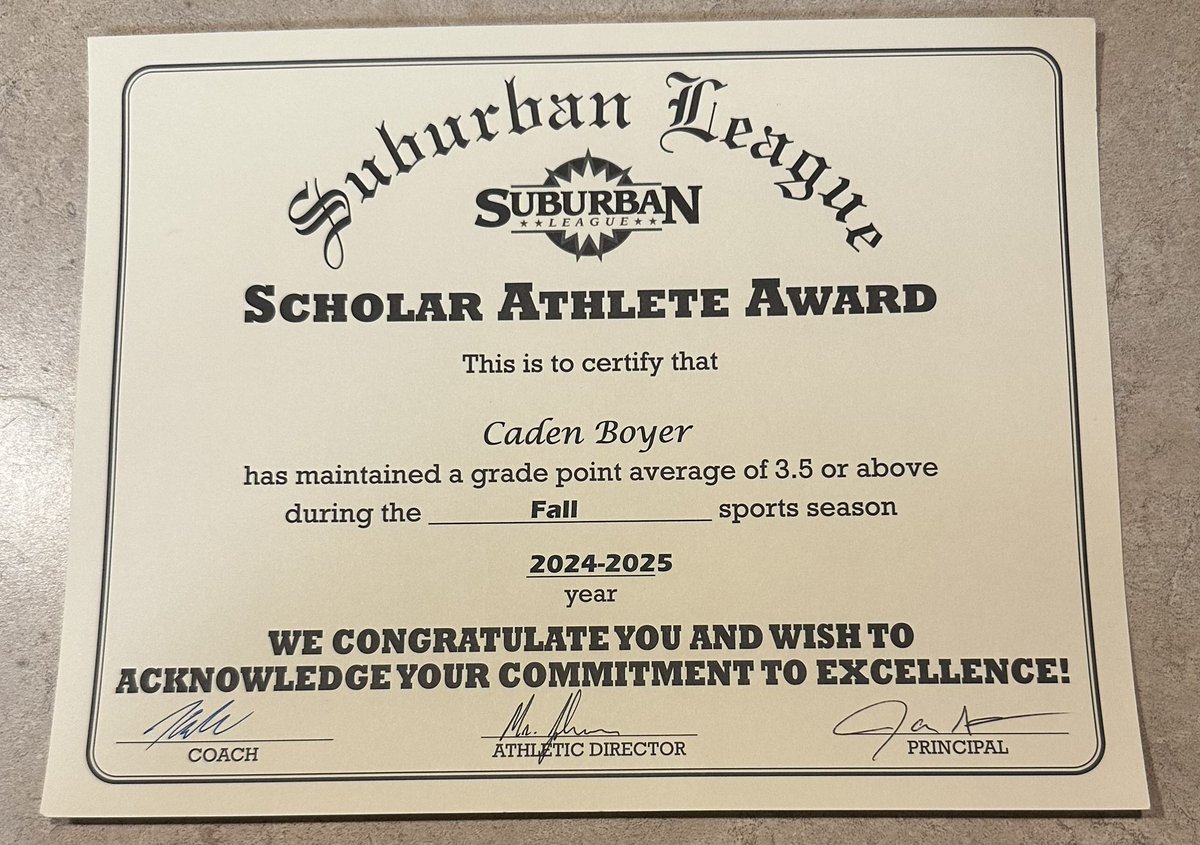 Suburban League
SUBURBAN
★★LEAGUE★★
SCHOLAR ATHLETE AWARD
This is to certify that
Caden Boyer
has maintained a grade point average of 3.5 or above
during the Fall sports season
2024-2025
year
WE CONGRATULATE YOU AND WISH TO
ACKNOWLEDGE YOUR COMMITMENT TO EXCELLENCE!
Mr.
COACH ATHLETIC DIRECTOR PRINCIPAL